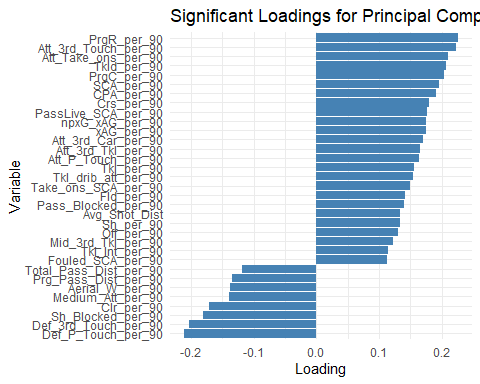 Significant Loadings for Principal Comp
PrgR_per_90
Att_3rd_Touch_per_90
Att_Take_ons_per_90
Tkld_per_90
PrgC_per_90
SCA_per_90
CPA_per_90
Crs_per_90
PassLive_SCA_per_90
npxG_xAG_per_90
xAG_per_90
Att_3rd_Car_per_90
Att_3rd_Tkl_per_90
Att_P_Touch_per_90
Tkl_per_90
Tkl_drib_att_per_90
Take_ons_SCA_per_90
Fld_per_90
Pass_Blocked_per_90
Avg_Shot_Dist
Sh_per_90
Off_per_90
Mid_3rd_Tkl_per_90
Tkl_Int_per_90
Fouled_SCA_per_90
Total_Pass_Dist_per_90
Prg_Pass_Dist_per_90
Aerial_W_per_90
Medium_Att_per_90
Clr_per_90
Sh_Blocked_per_90
Def_3rd_Touch_per_90
Def_P_Touch_per_90
Variable
-0.2 -0.1 0.0 0.1 0.2
Loading